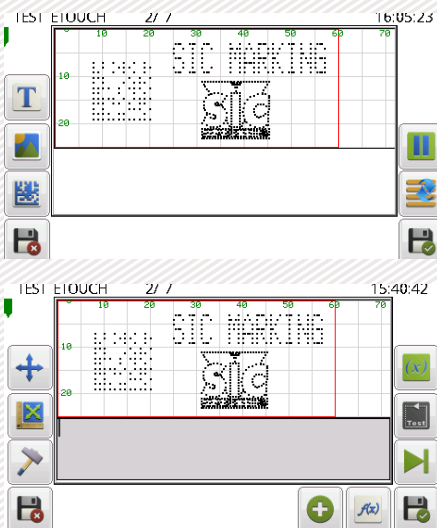 TEST ETOUCH 2/ 7 16:05:23
0 10 20 30 40 50 60 70
SIC MARKING
10
sic
20
T
TEST ETOUCH 2/ 7 15:40:42
0 10 20 30 40 50 60 70
SIC MARKING
10
sic
20
(x)
Test
f(x)